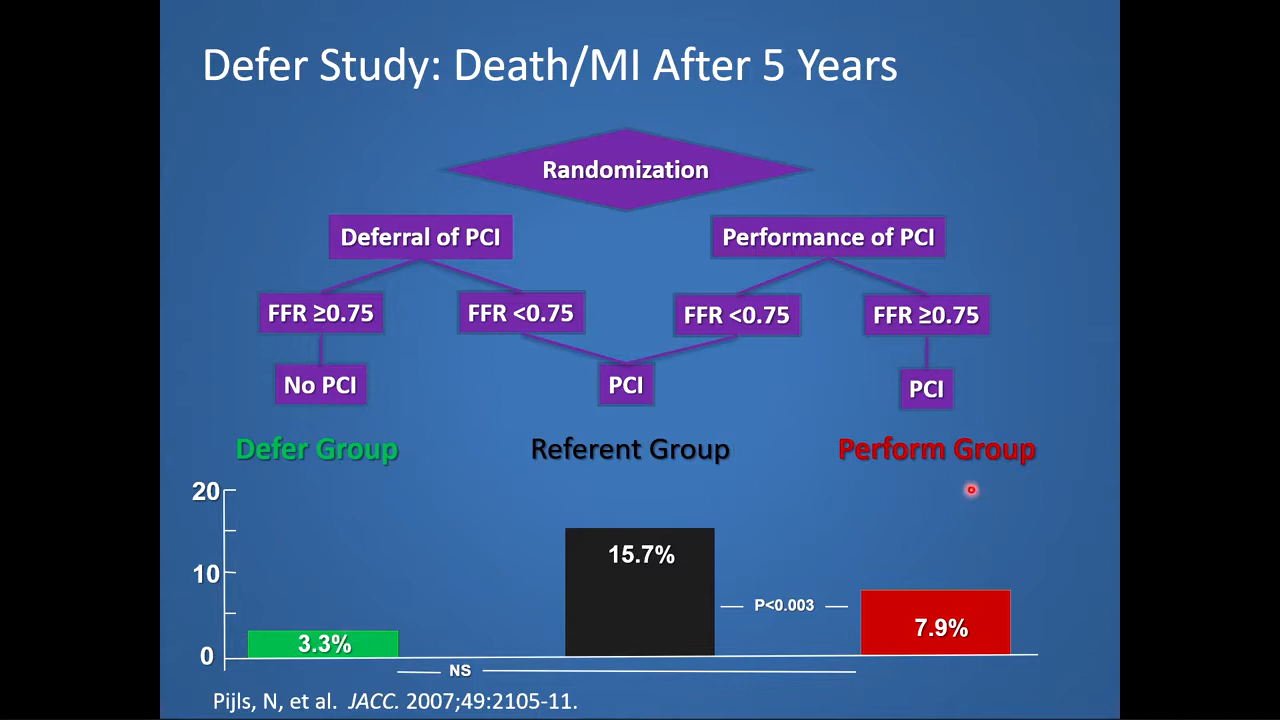 Defer Study: Death/MI After 5 Years
Randomization
Deferral of PCI
Performance of PCI
FFR ≥0.75
FFR <0.75
FFR <0.75
FFR ≥0.75
No PCI
PCI
PCI
Defer Group
Referent Group
Perform Group
20
10
0
3.3%
15.7%
P<0.003
7.9%
NS
Pijls, N, et al. JACC. 2007;49:2105-11.